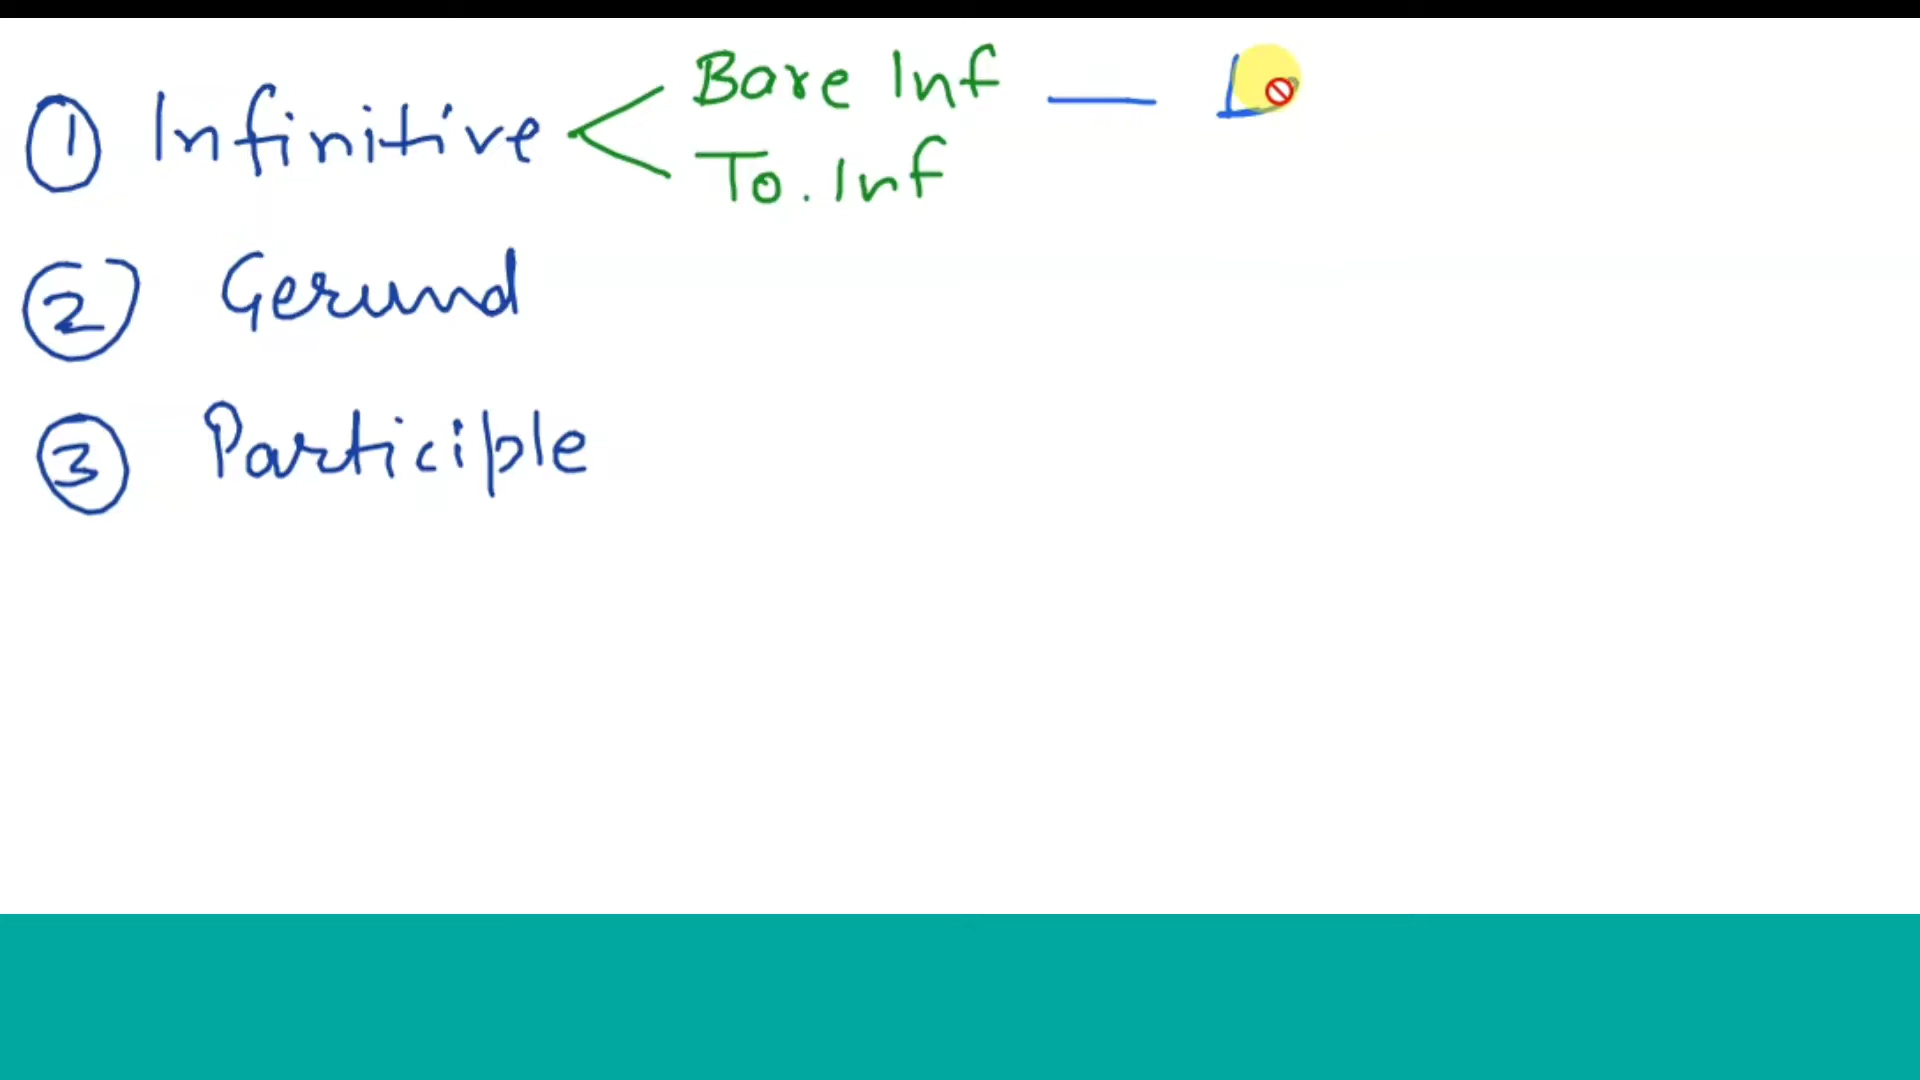 ① Infinitive < Bare Inf —
To. Inf
② Gerund
③ Participle